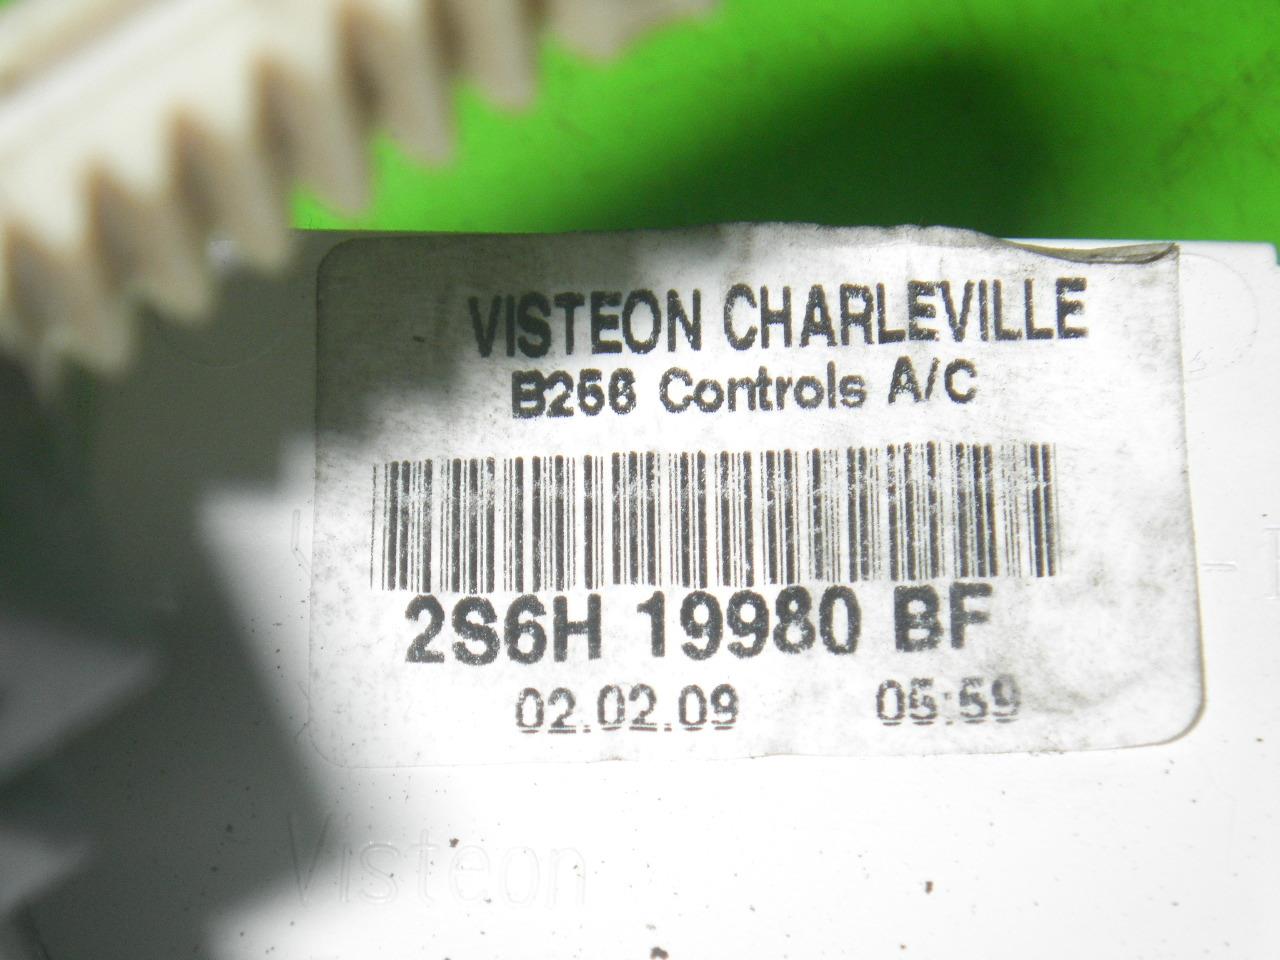 VISTEON CHARLEVILLE
B256 Controls A/C
2S6H 19980 BF
02.02.09 05:59
Visteon